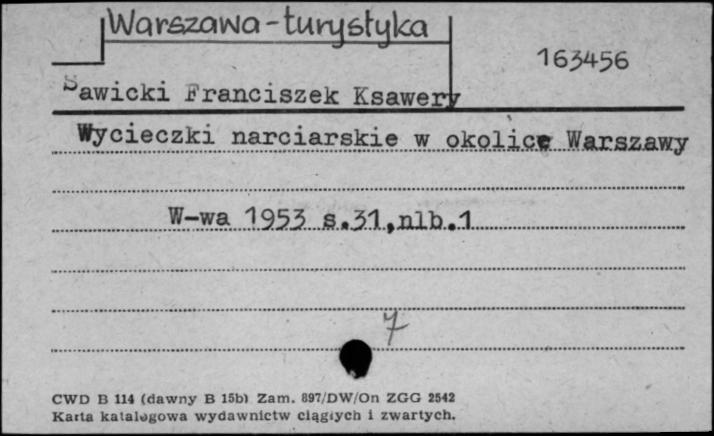 Warszawa-turystyka
163456
Sawicki Franciszek Ksawery
Wycieczki narciarskie w okolice Warszawy
W-wa 1953 s.31,nlb.1
7
CWD B 114 (dawny B 15b) Zam. 897/DW/On ZGG 2542
Karta katalogowa wydawnictw ciągłych i zwartych.